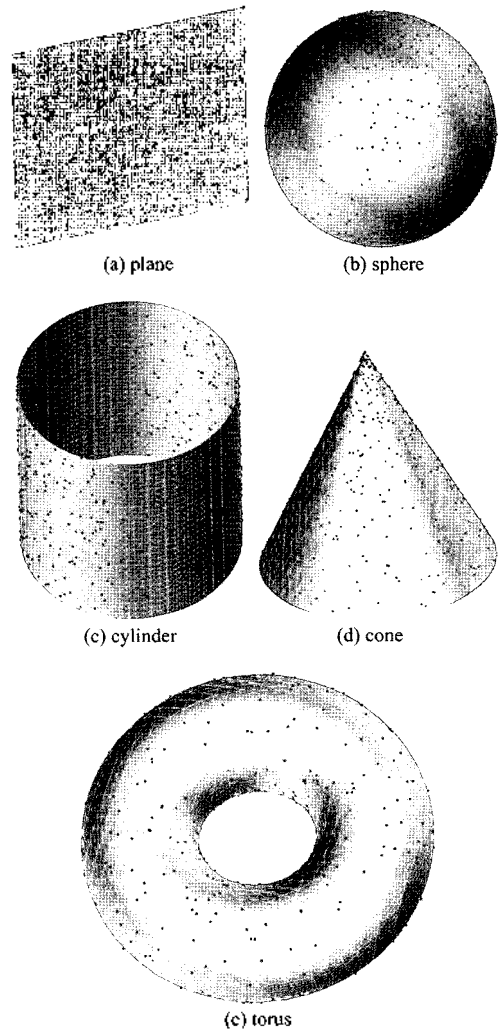 (a) plane
(b) sphere
(c) cylinder
(d) cone
(c) torus